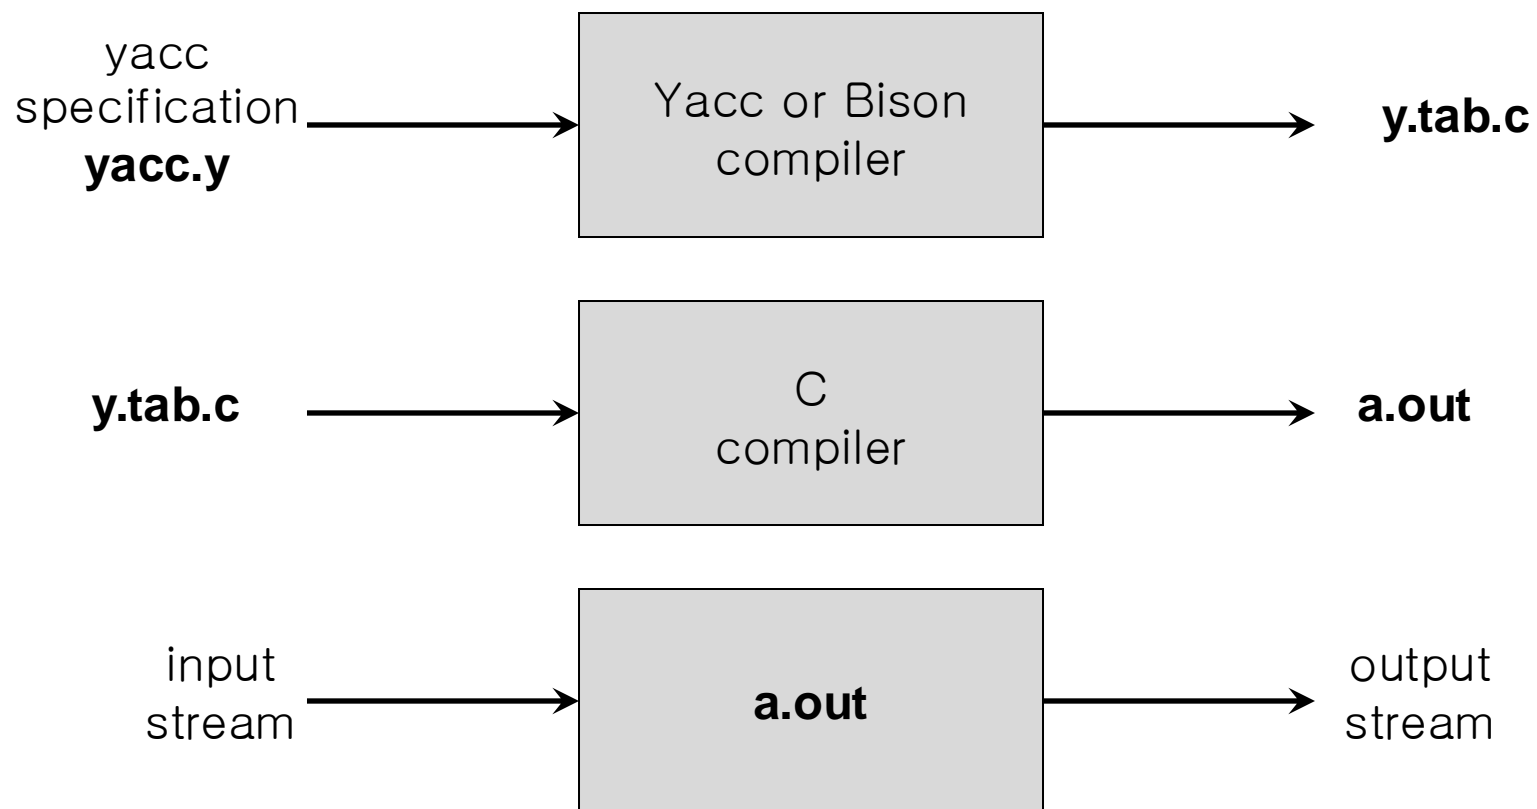 yacc
specification
yacc.y
Yacc or Bison
compiler
y.tab.c
y.tab.c
C
compiler
a.out
input
stream
a.out
output
stream